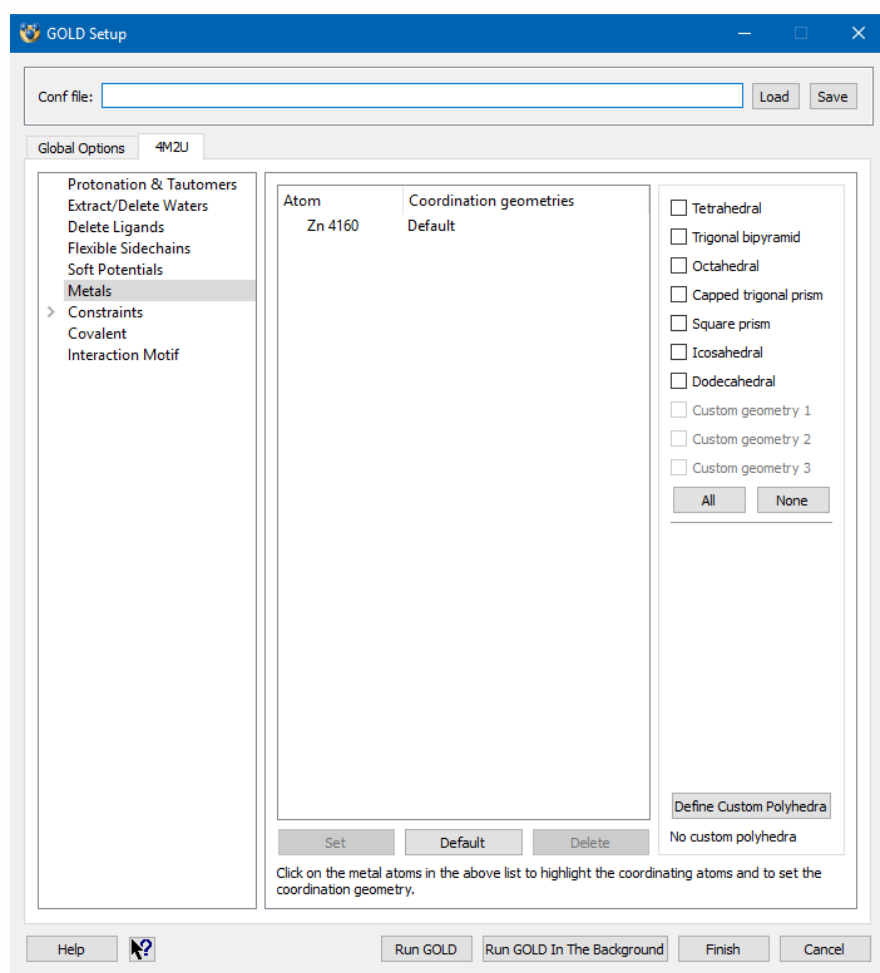 GOLD Setup
Conf file:
Load Save
Global Options 4M2U
Protonation & Tautomers
Extract/Delete Waters
Delete Ligands
Flexible Sidechains
Soft Potentials
Metals
Constraints
Covalent
Interaction Motif
Atom Coordination geometries
Zn 4160 Default
Tetrahedral
Trigonal bipyramid
Octahedral
Capped trigonal prism
Square prism
Icosahedral
Dodecahedral
Custom geometry 1
Custom geometry 2
Custom geometry 3
All None
Define Custom Polyhedra
No custom polyhedra
Set Default Delete
Click on the metal atoms in the above list to highlight the coordinating atoms and to set the
coordination geometry.
Help ? Run GOLD Run GOLD In The Background Finish Cancel